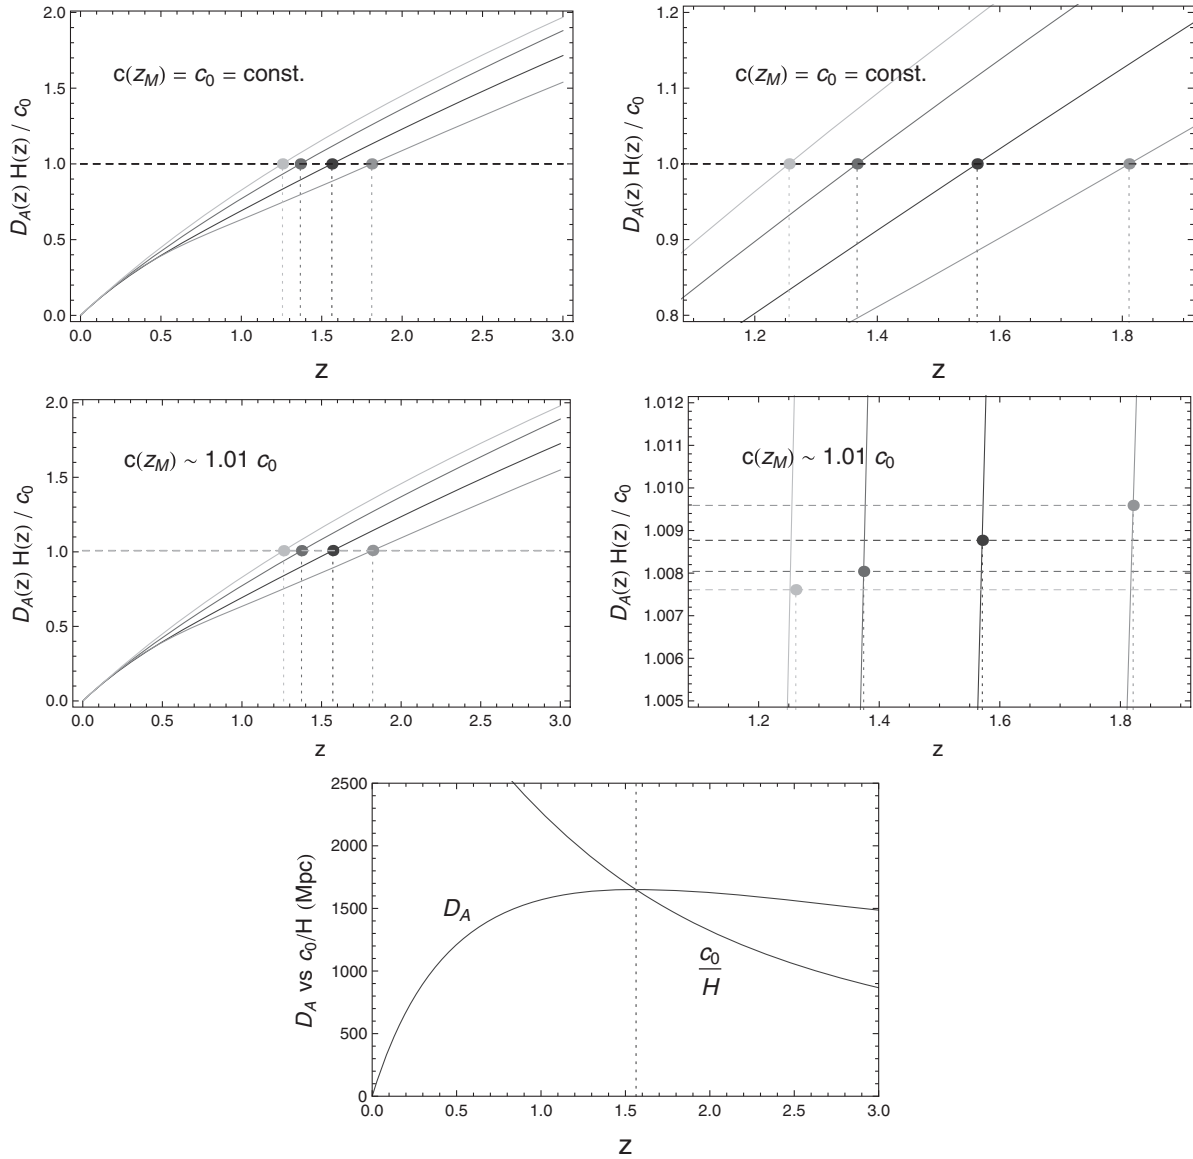 2.0
1.5
1.0
0.5
0.0
D_A(z) H(z) / c_0
c(z_M) = c_0 = const.
0.0 0.5 1.0 1.5 2.0 2.5 3.0
z
1.2
1.1
1.0
0.9
0.8
D_A(z) H(z) / c_0
c(z_M) = c_0 = const.
1.2 1.4 1.6 1.8
z
2.0
1.5
1.0
0.5
0.0
D_A(z) H(z) / c_0
c(z_M) ~ 1.01 c_0
0.0 0.5 1.0 1.5 2.0 2.5 3.0
z
1.012
1.011
1.010
1.009
1.008
1.007
1.006
1.005
D_A(z) H(z) / c_0
c(z_M) ~ 1.01 c_0
1.2 1.4 1.6 1.8
z
2500
2000
1500
1000
500
0
D_A vs c_0/H (Mpc)
D_A
c_0
H
0.0 0.5 1.0 1.5 2.0 2.5 3.0
z